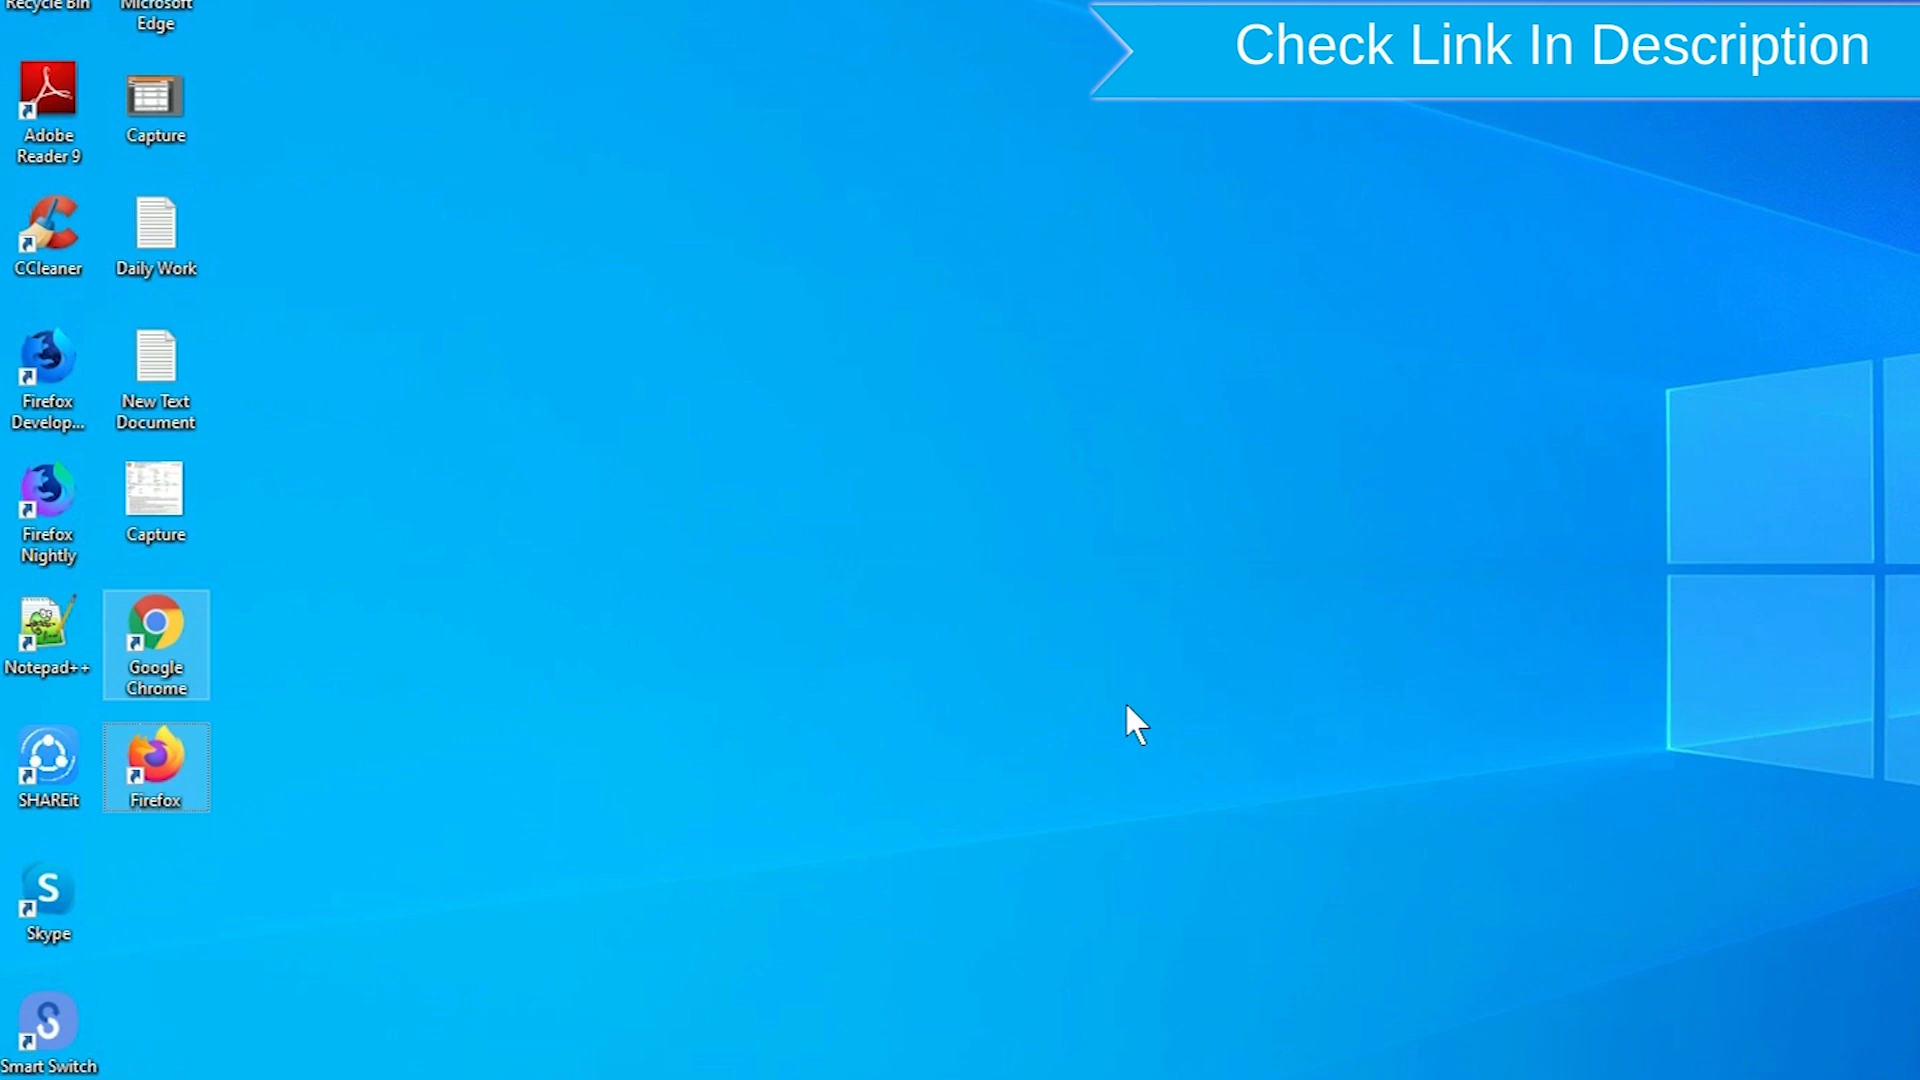 Recycle Bin
Microsoft
Edge
Check Link In Description
Adobe
Reader 9
Capture
CCleaner
Daily Work
Firefox
Develop...
New Text
Document
Firefox
Nightly
Capture
Notepad++
Google
Chrome
SHAREit
Firefox
Skype
Smart Switch